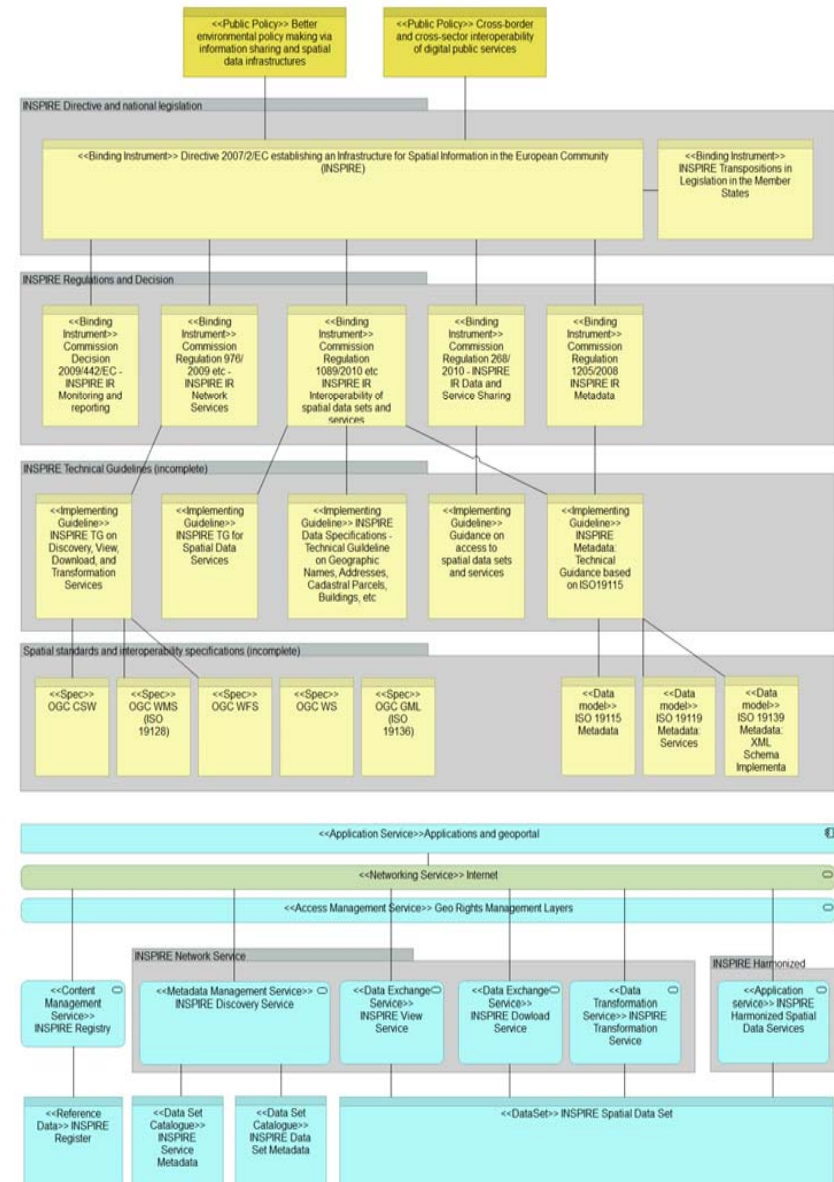 <<Public Policy>> Better
environmental policy making via
information sharing and spatial
data infrastructures
<<Public Policy>> Cross-border
and cross-sector interoperability
of digital public services
INSPIRE Directive and national legislation
<<Binding Instrument>> Directive 2007/2/EC establishing an Infrastructure for Spatial Information in the European Community
(INSPIRE)
<<Binding Instrument>>
INSPIRE Transpositions in
Legislation in the Member
States
INSPIRE Regulations and Decision
<<Binding
Instrument>>
Commission
Decision
2009/442/EC -
INSPIRE IR
Monitoring and
reporting
<<Binding
Instrument>>
Commission
Regulation 976/
2009 etc -
INSPIRE IR
Network
Services
<<Binding
Instrument>>
Commission
Regulation
1089/2010 etc
INSPIRE IR
Interoperability of
spatial data sets and
services
<<Binding
Instrument>>
Commission
Regulation 268/
2010 - INSPIRE
IR Data and
Service Sharing
<<Binding
Instrument>>
Commission
Regulation
1205/2008
INSPIRE IR
Metadata
INSPIRE Technical Guidelines (incomplete)
<<Implementing
Guideline>>
INSPIRE TG on
Discovery, View,
Download, and
Transformation
Services
<<Implementing
Guideline>>
INSPIRE TG for
Spatial Data
Services
<<Implementing
Guideline>> INSPIRE
Data Specifications -
Technical Guildeline
on Geographic
Names, Addresses,
Cadastral Parcels,
Buildings, etc
<<Implementing
Guideline>>
Guidance on
access to
spatial data sets
and services
<<Implementing
Guideline>>
INSPIRE
Metadata:
Technical
Guidance based
on ISO19115
Spatial standards and interoperability specifications (incomplete)
<<Spec>>
OGC CSW
<<Spec>>
OGC WMS
(ISO
19128)
<<Spec>>
OGC WFS
<<Spec>>
OGC WS
<<Spec>>
OGC GML
(ISO
19136)
<<Data
model>>
ISO 19115
Metadata
<<Data
model>>
ISO 19119
Metadata:
Services
<<Data
model>>
ISO 19139
Metadata:
XML
Schema
Implementa
<<Application Service>>Applications and geoportal
<<Networking Service>> Internet
<<Access Management Service>> Geo Rights Management Layers
INSPIRE Network Service
INSPIRE Harmonized
<<Content
Management
Service>>
INSPIRE Registry
<<Metadata Management Service>>
INSPIRE Discovery Service
<<Data Exchange
Service>>
INSPIRE View
Service
<<Data Exchange
Service>>
INSPIRE Dowload
Service
<<Data
Transformation
Service>> INSPIRE
Transformation
Service
<<Application
service>> INSPIRE
Harmonized Spatial
Data Services
<<Reference
Data>> INSPIRE
Register
<<Data Set
Catalogue>>
INSPIRE
Service
Metadata
<<Data Set
Catalogue>>
INSPIRE Data
Set Metadata
<<DataSet>> INSPIRE Spatial Data Set